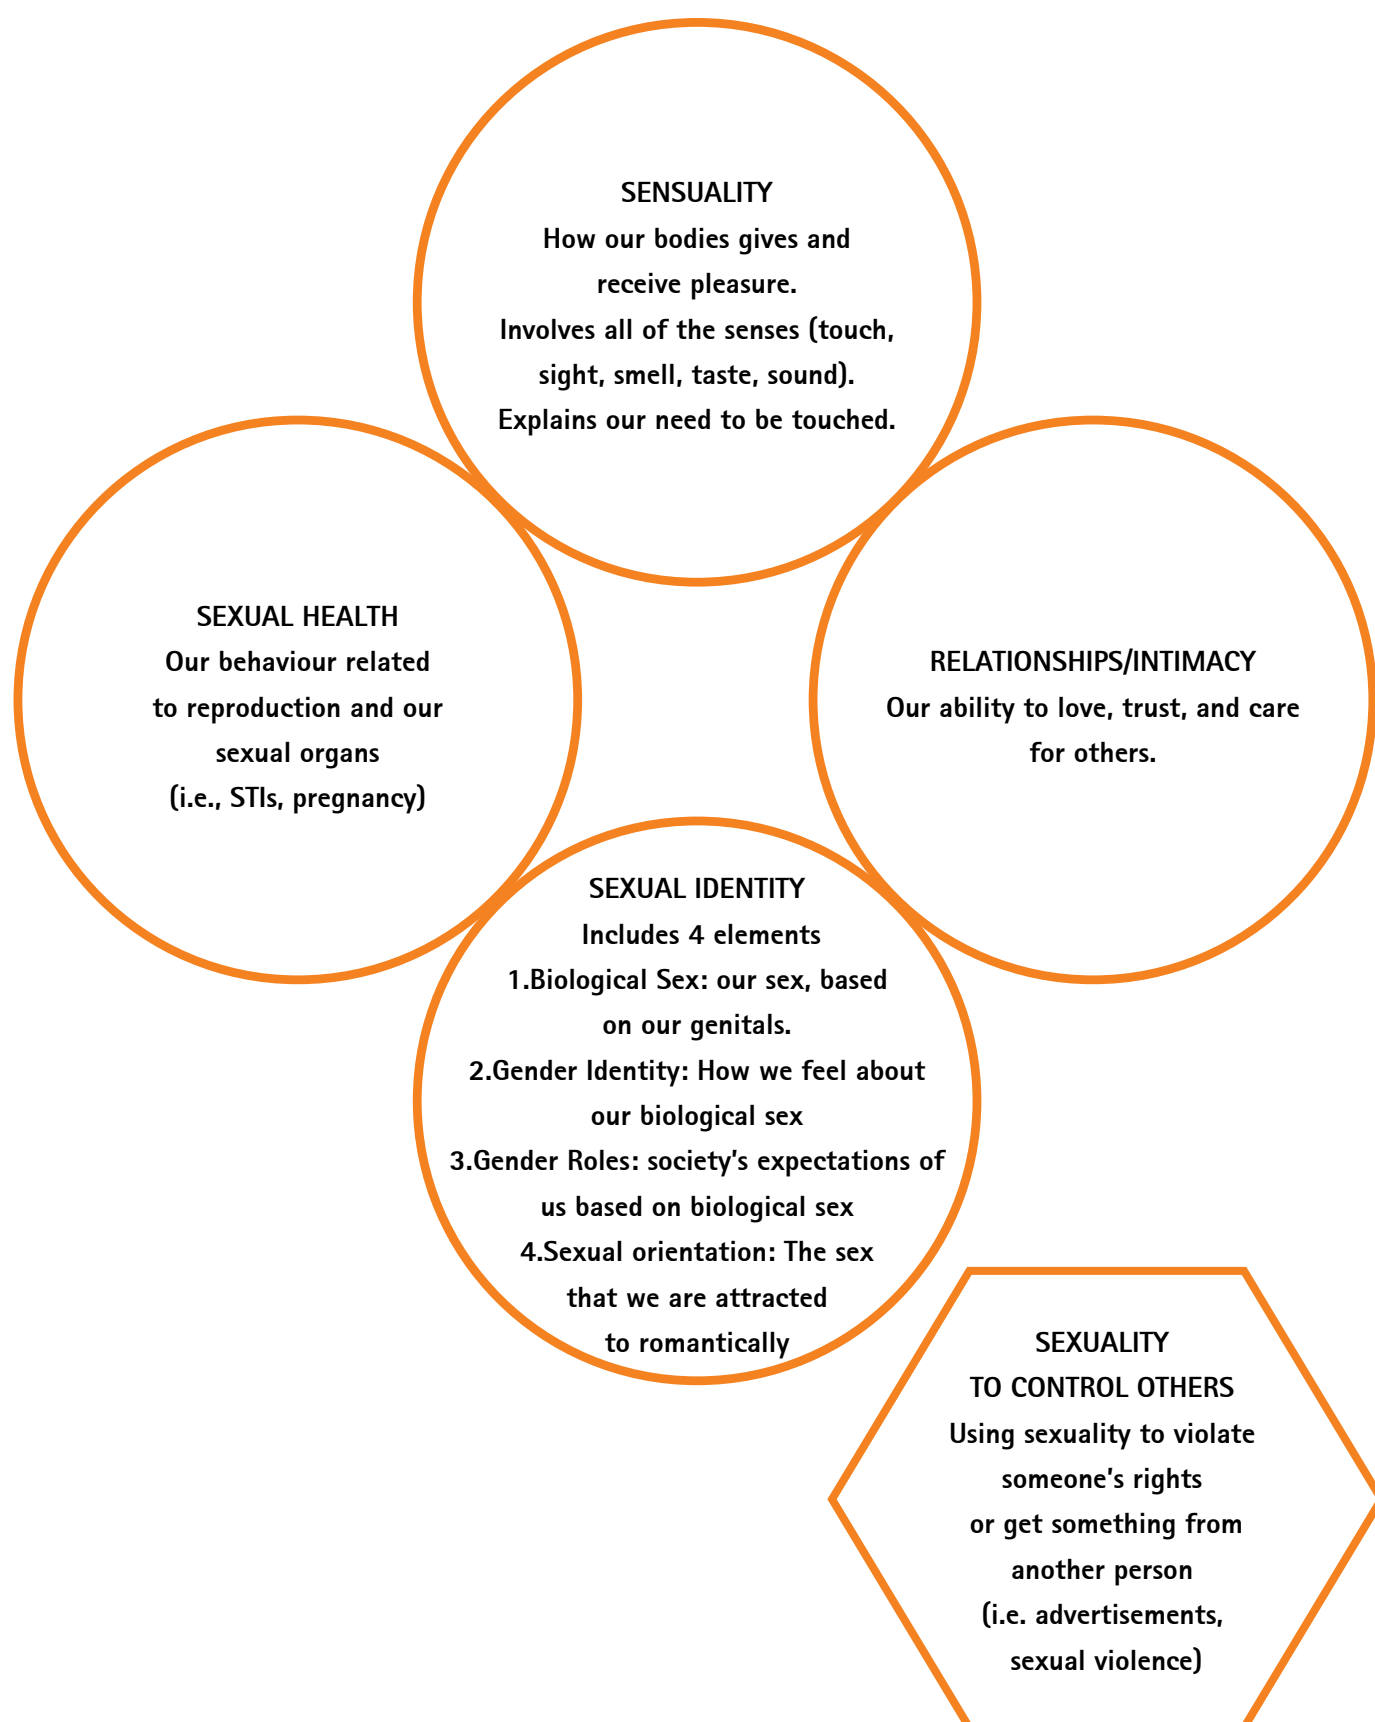 SENSUALITY
How our bodies gives and
receive pleasure.
Involves all of the senses (touch,
sight, smell, taste, sound).
Explains our need to be touched.
SEXUAL HEALTH
Our behaviour related
to reproduction and our
sexual organs
(i.e., STIs, pregnancy)
RELATIONSHIPS/INTIMACY
Our ability to love, trust, and care
for others.
SEXUAL IDENTITY
Includes 4 elements
1.Biological Sex: our sex, based
on our genitals.
2.Gender Identity: How we feel about
our biological sex
3.Gender Roles: society's expectations of
us based on biological sex
4.Sexual orientation: The sex
that we are attracted
to romantically
SEXUALITY
TO CONTROL OTHERS
Using sexuality to violate
someone's rights
or get something from
another person
(i.e. advertisements,
sexual violence)